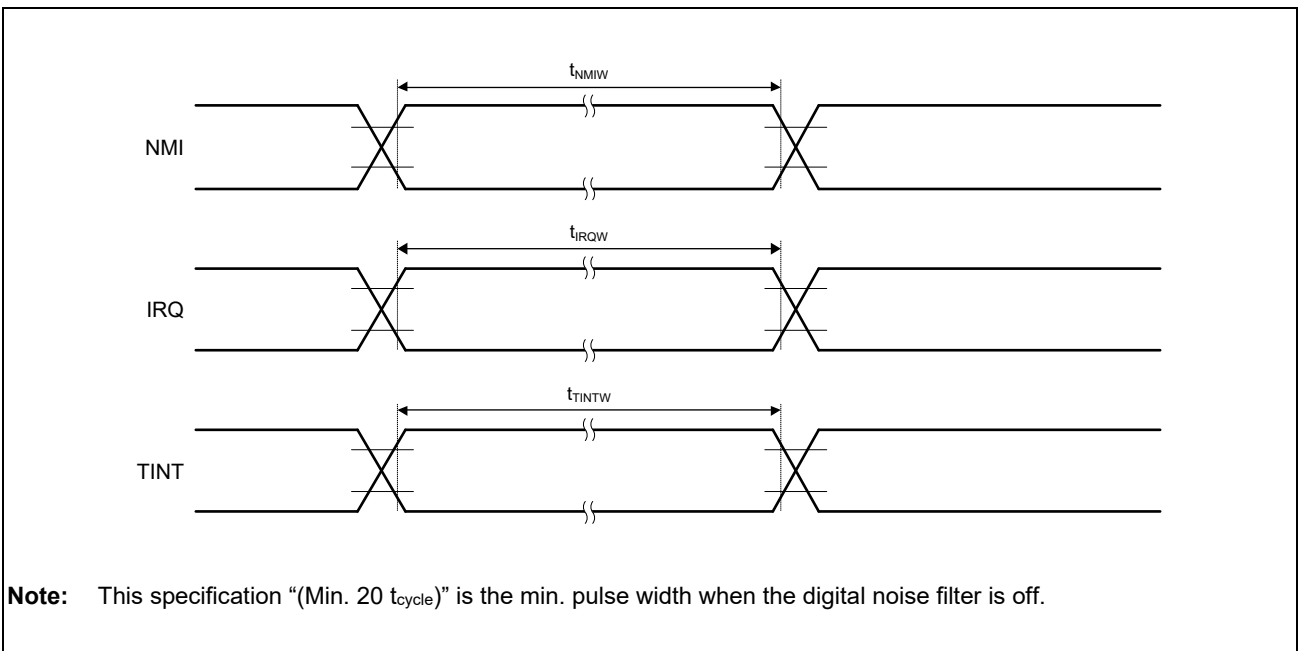 tNMIW
NMI
tIRQW
IRQ
tTINTW
TINT
Note: This specification “(Min. 20 tcycle)” is the min. pulse width when the digital noise filter is off.